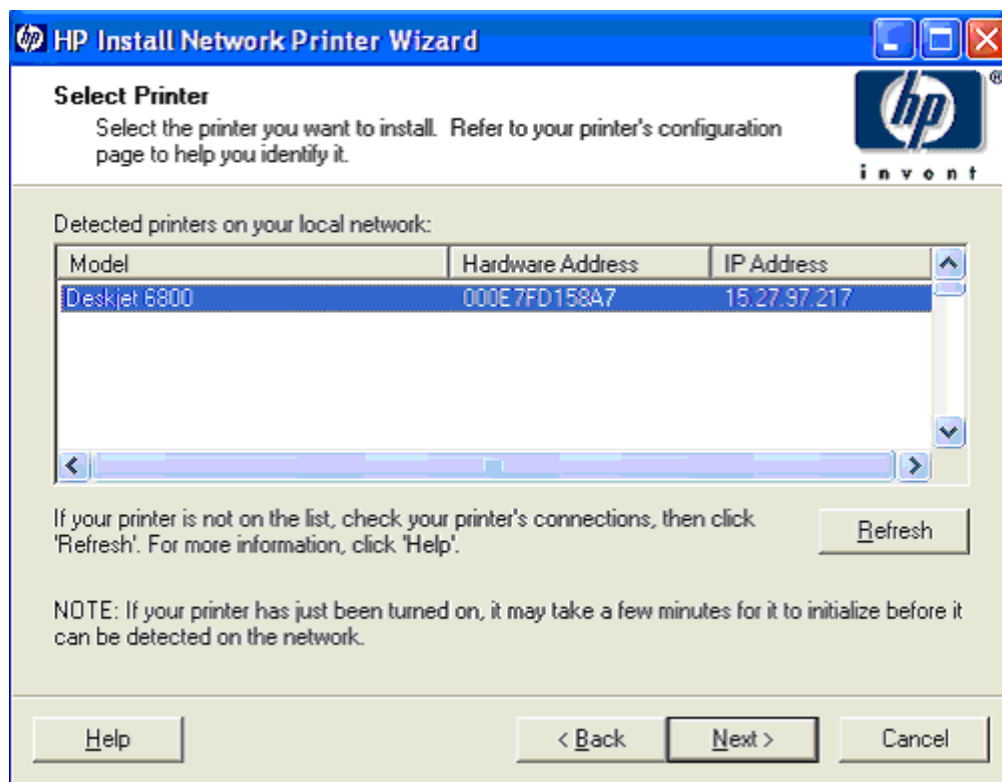 HP Install Network Printer Wizard
Select Printer
Select the printer you want to install. Refer to your printer's configuration
page to help you identify it.
hp
®
invent
Detected printers on your local network:
Model Hardware Address IP Address
Deskjet 6800 000E7FD158A7 15.27.97.217
If your printer is not on the list, check your printer's connections, then click
'Refresh'. For more information, click 'Help'.
Refresh
NOTE: If your printer has just been turned on, it may take a few minutes for it to initialize before it
can be detected on the network.
Help < Back Next > Cancel